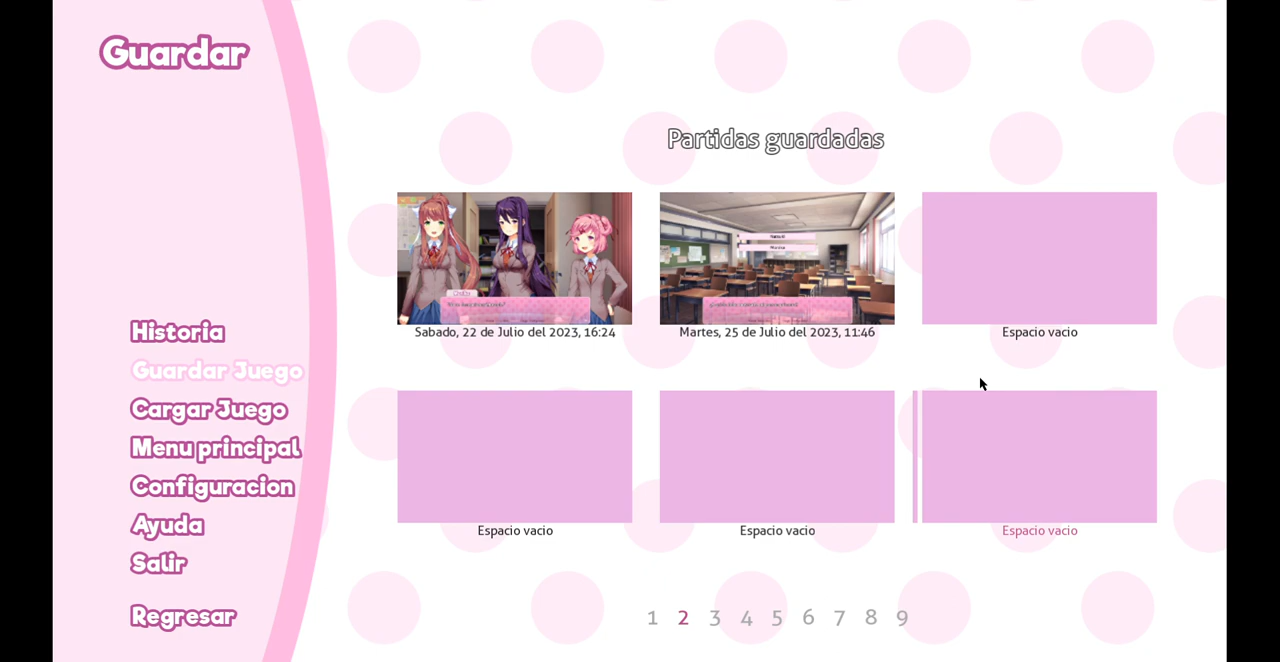 Guardar
Partidas guardadas
Sabado, 22 de Julio del 2023, 16:24
Martes, 25 de Julio del 2023, 11:46
Espacio vacio
Historia
Guardar Juego
Cargar Juego
Menu principal
Configuracion
Ayuda
Salir
Regresar
Espacio vacio
Espacio vacio
Espacio vacio
1 2 3 4 5 6 7 8 9